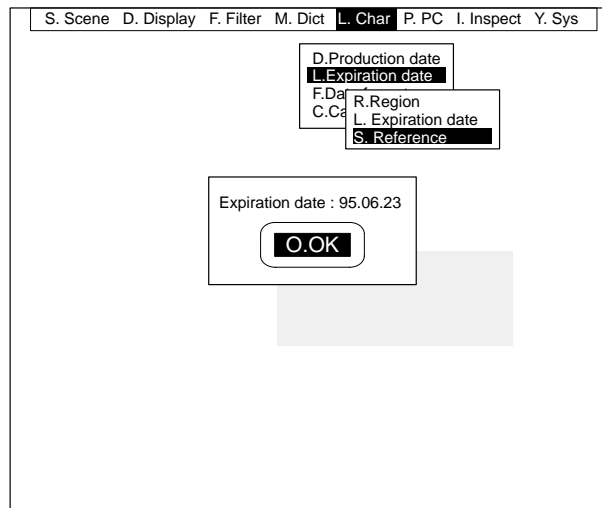 S. Scene D. Display F. Filter M. Dict L. Char P. PC I. Inspect Y. Sys
D.Production date
L.Expiration date
R.Region
L. Expiration date
S. Reference
Expiration date : 95.06.23
O.OK